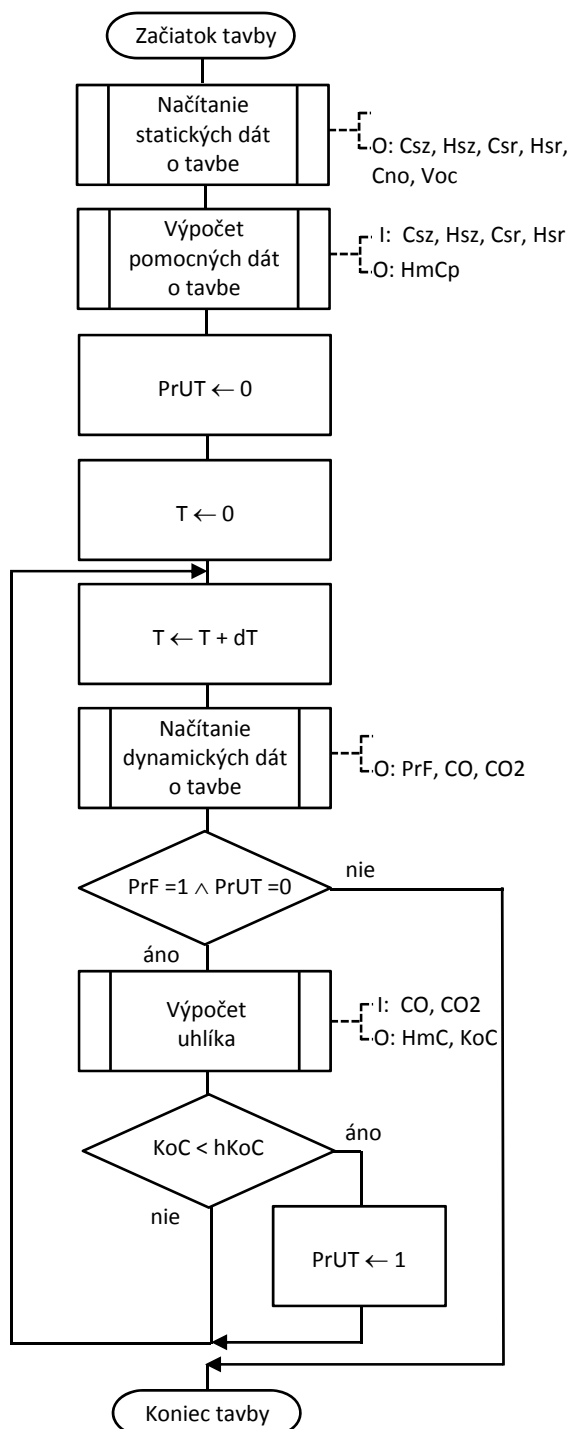 Začiatok tavby
Načítanie
statických dát
o tavbe
O: Csz, Hsz, Csr, Hsr,
Cno, Voc
Výpočet
pomocných dát
o tavbe
I: Csz, Hsz, Csr, Hsr
O: HmCp
PrUT ← 0
T ← 0
T ← T + dT
Načítanie
dynamických dát
o tavbe
O: PrF, CO, CO2
PrF =1 ∧ PrUT =0
nie
áno
Výpočet
uhlíka
I: CO, CO2
O: HmC, KoC
KoC < hKoC
áno
nie
PrUT ← 1
Koniec tavby